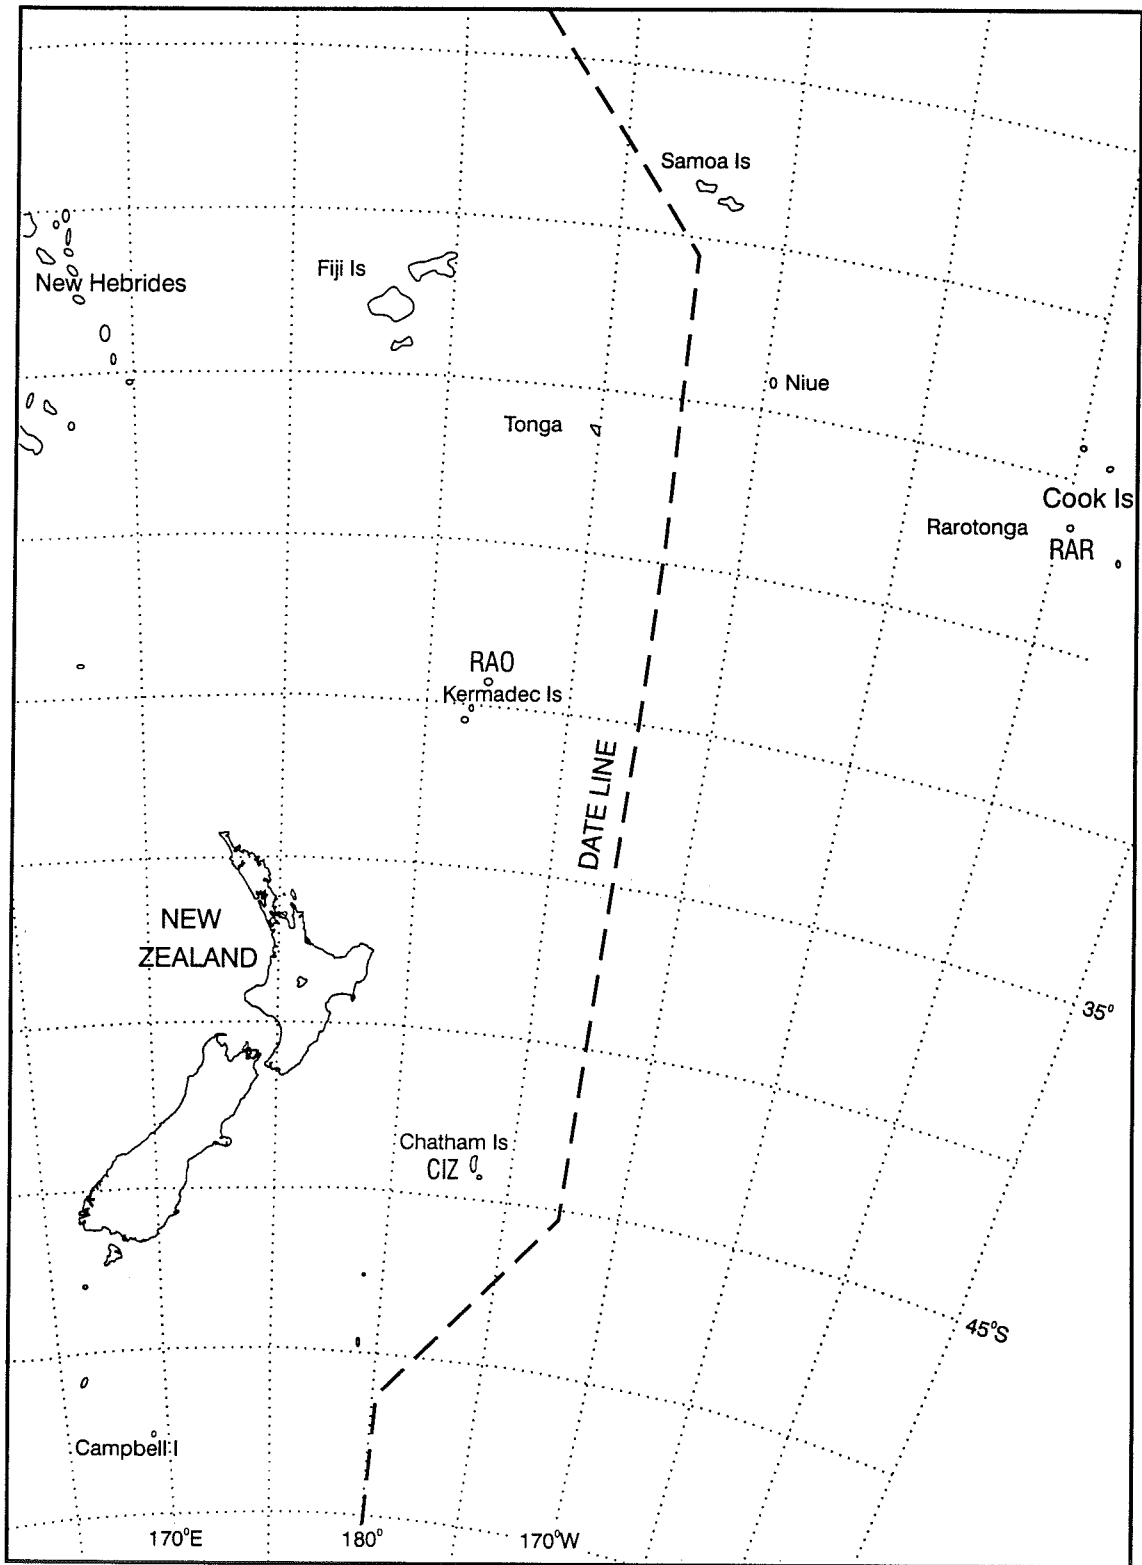 Samoa Is
Fiji Is
New Hebrides
Niue
Tonga
Cook Is
Rarotonga
RAR
RAO
Kermadec Is
DATE LINE
NEW
ZEALAND
35°
Chatham Is
CIZ
45°S
Campbell I
170°E
180°
170°W